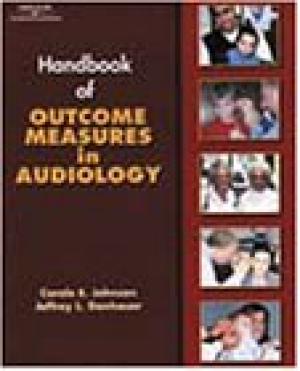 Handbook
of
OUTCOME
MEASURES
in
AUDIOLOGY
Carole E. Johnson
Jeffrey L. Danhauer